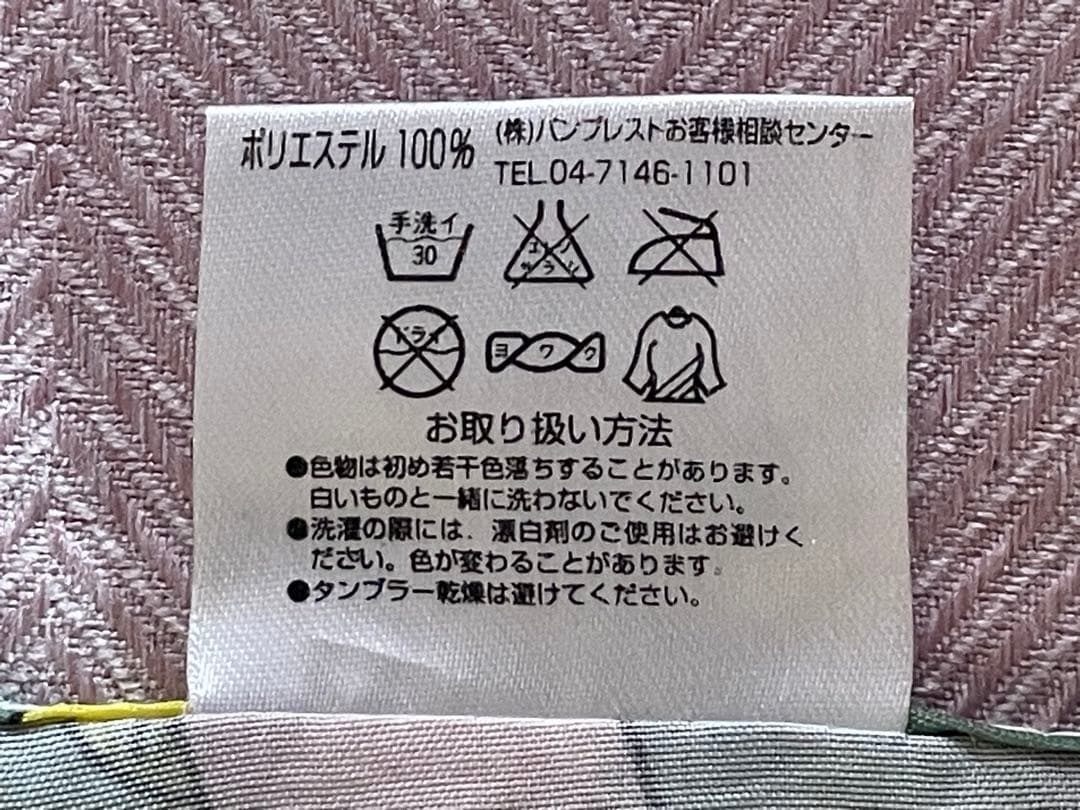 ポリエステル 100%
(株)バンプレストお客様相談センター
TEL04-7146-1101
手洗イ
30
エンソ
サラシ
ドライ
ヨワク
お取り扱い方法
●色物は初め若干色落ちすることがあります。
白いものと一緒に洗わないでください。
●洗濯の際には、漂白剤のご使用はお避けく
ださい。色が変わることがあります。
●タンブラー乾燥は避けてください。